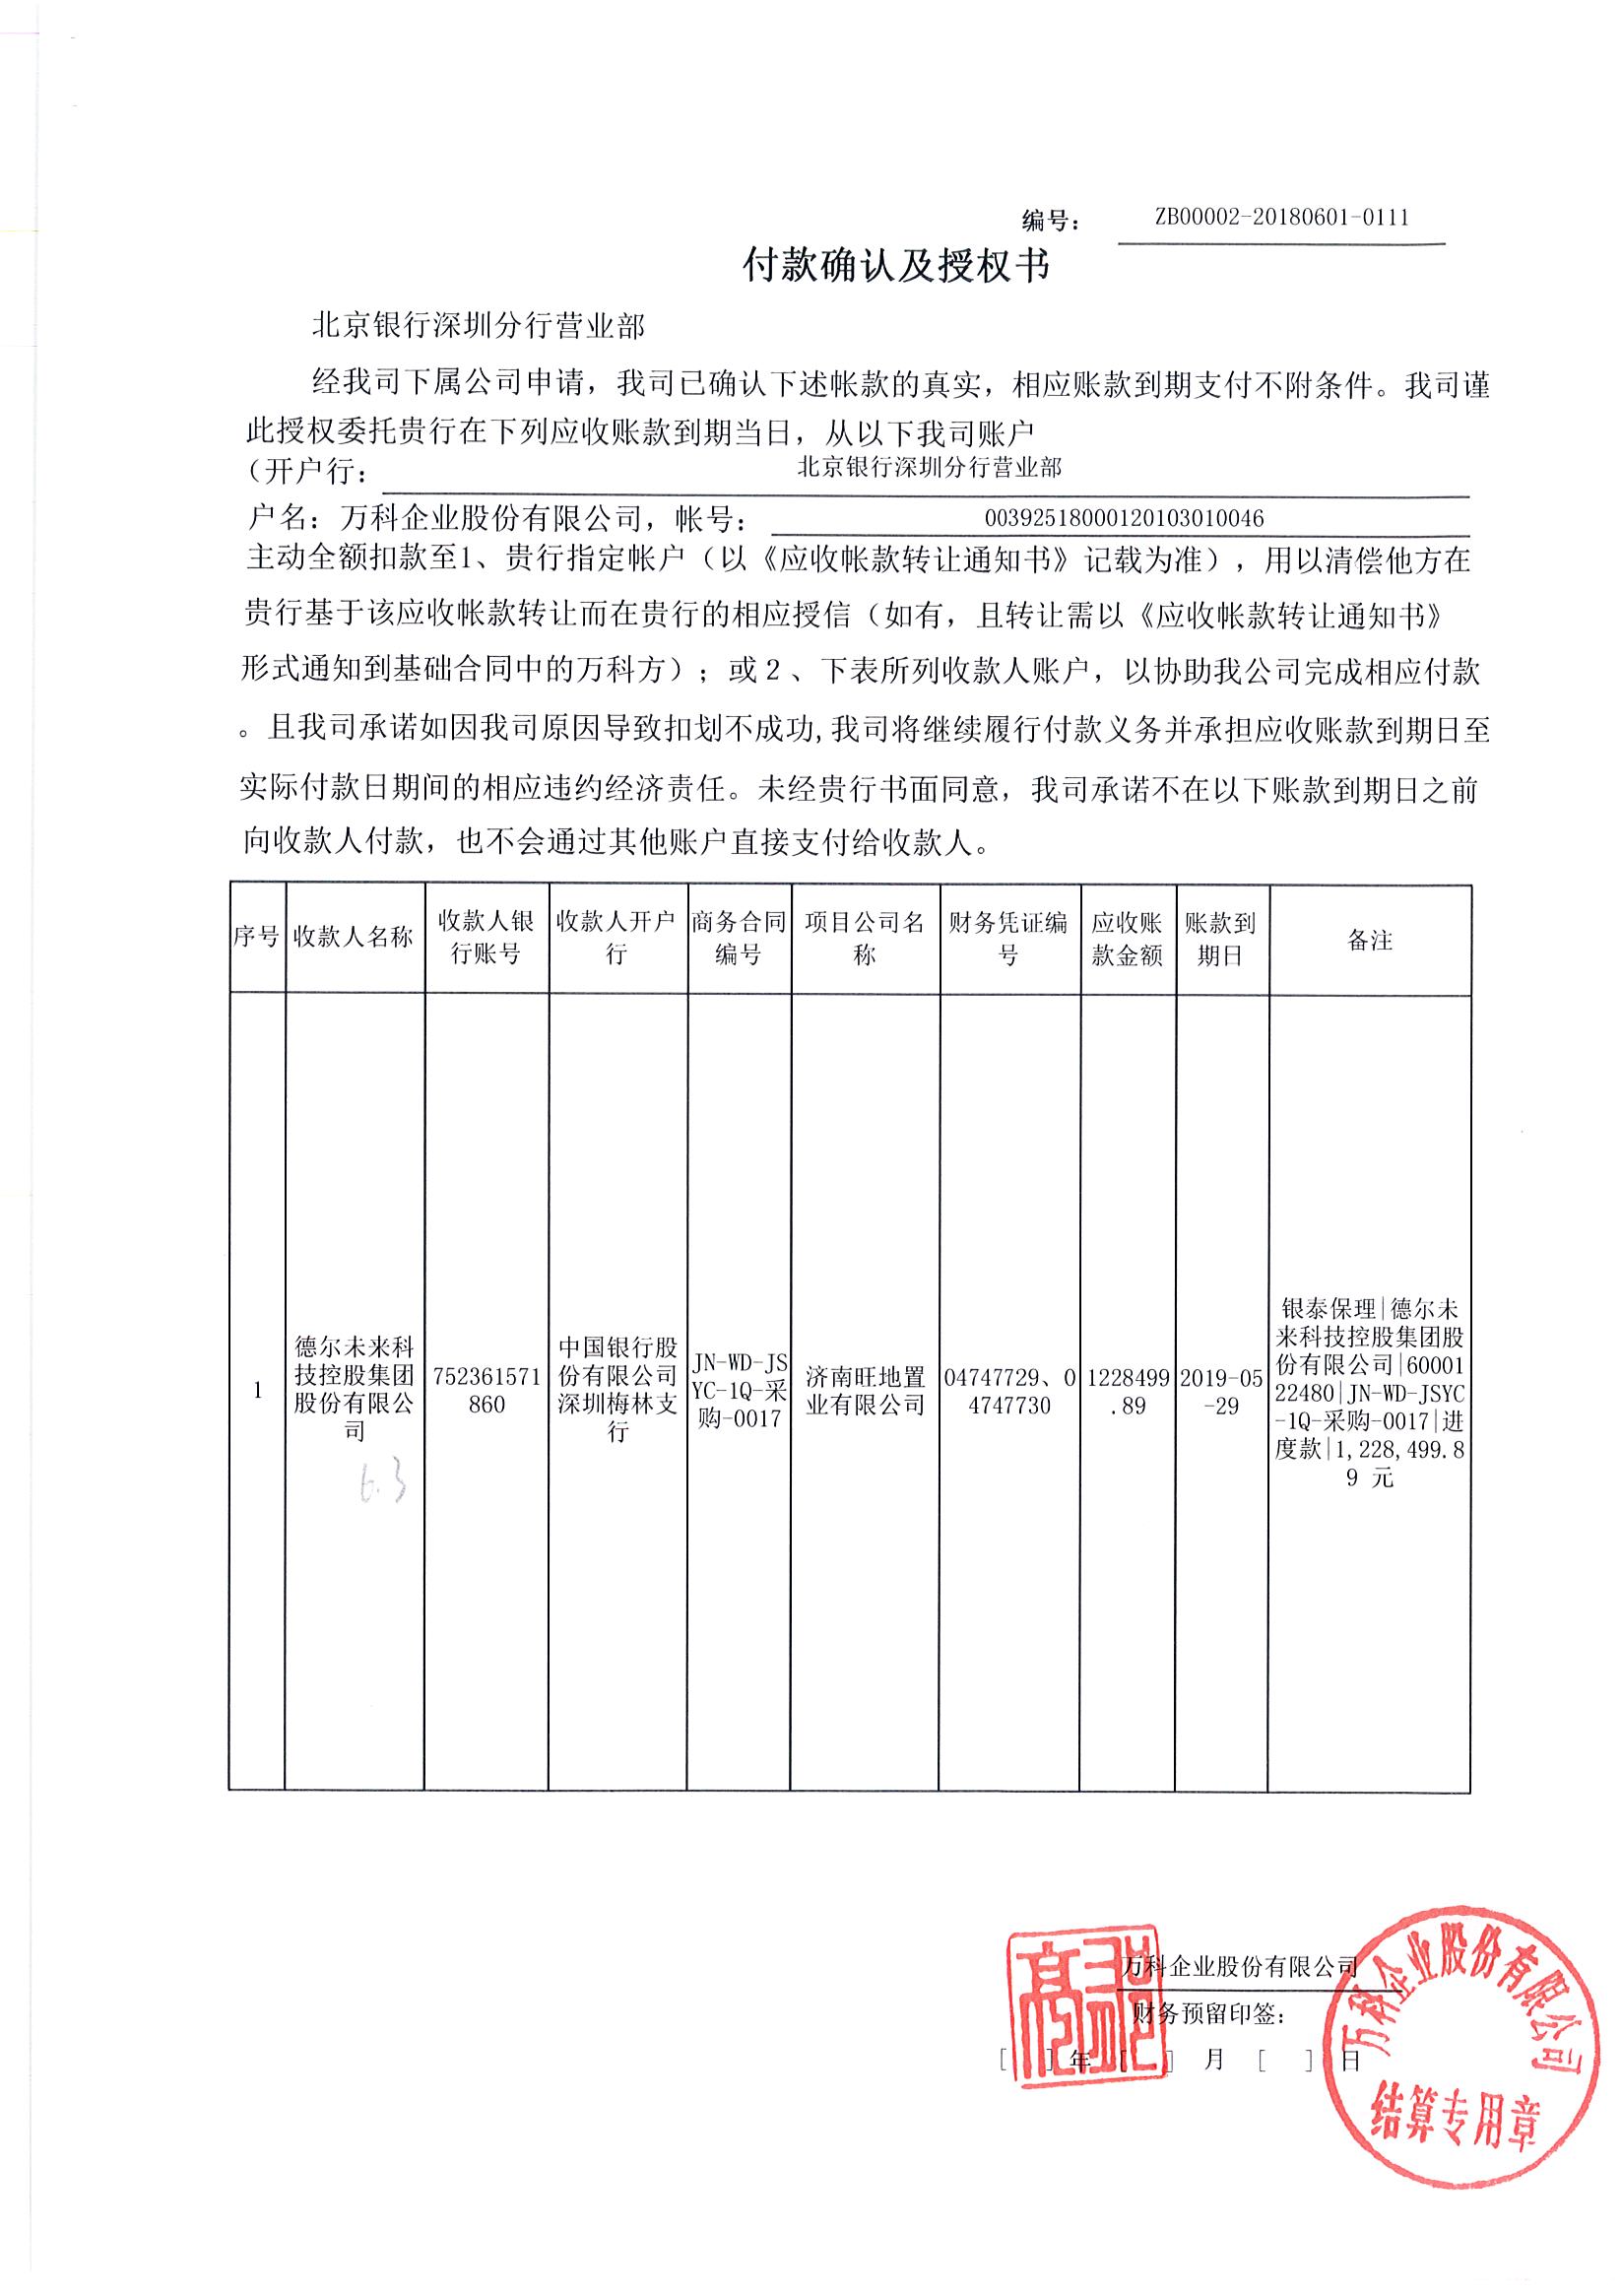 编号：
ZB00002-20180601-0111
付款确认及授权书
北京银行深圳分行营业部
经我司下属公司申请，我司已确认下述帐款的真实，相应账款到期支付不附条件。我司谨
此授权委托贵行在下列应收账款到期当日，从以下我司账户
（开户行：
北京银行深圳分行营业部
户名：万科企业股份有限公司，帐号：
00392518000120103010046
主动全额扣款至1、贵行指定帐户（以《应收帐款转让通知书》记载为准），用以清偿他方在
贵行基于该应收帐款转让而在贵行的相应授信（如有，且转让需以《应收帐款转让通知书》
形式通知到基础合同中的万科方）；或2、下表所列收款人账户，以协助我公司完成相应付款
。且我司承诺如因我司原因导致扣划不成功,我司将继续履行付款义务并承担应收账款到期日至
实际付款日期间的相应违约经济责任。未经贵行书面同意，我司承诺不在以下账款到期日之前
向收款人付款，也不会通过其他账户直接支付给收款人。
序号
收款人名称
收款人银
行账号
收款人开户
行
商务合同
编号
项目公司名
称
财务凭证编
号
应收账
款金额
账款到
期日
备注
1
德尔未来科
技控股集团
股份有限公
司
752361571
860
中国银行股
份有限公司
深圳梅林支
行
JN-WD-JS
YC-1Q-采
购-0017
济南旺地置
业有限公司
04747729、0
4747730
1228499
.89
2019-05
-29
银泰保理|德尔未
来科技控股集团股
份有限公司|60001
22480|JN-WD-JSYC
-1Q-采购-0017|进
度款|1,228,499.8
9 元
6.3
万科企业股份有限公司
财务预留印签：
[ ] 年 [ ] 月 [ ] 日
万科企业股份有限公司
结算专用章